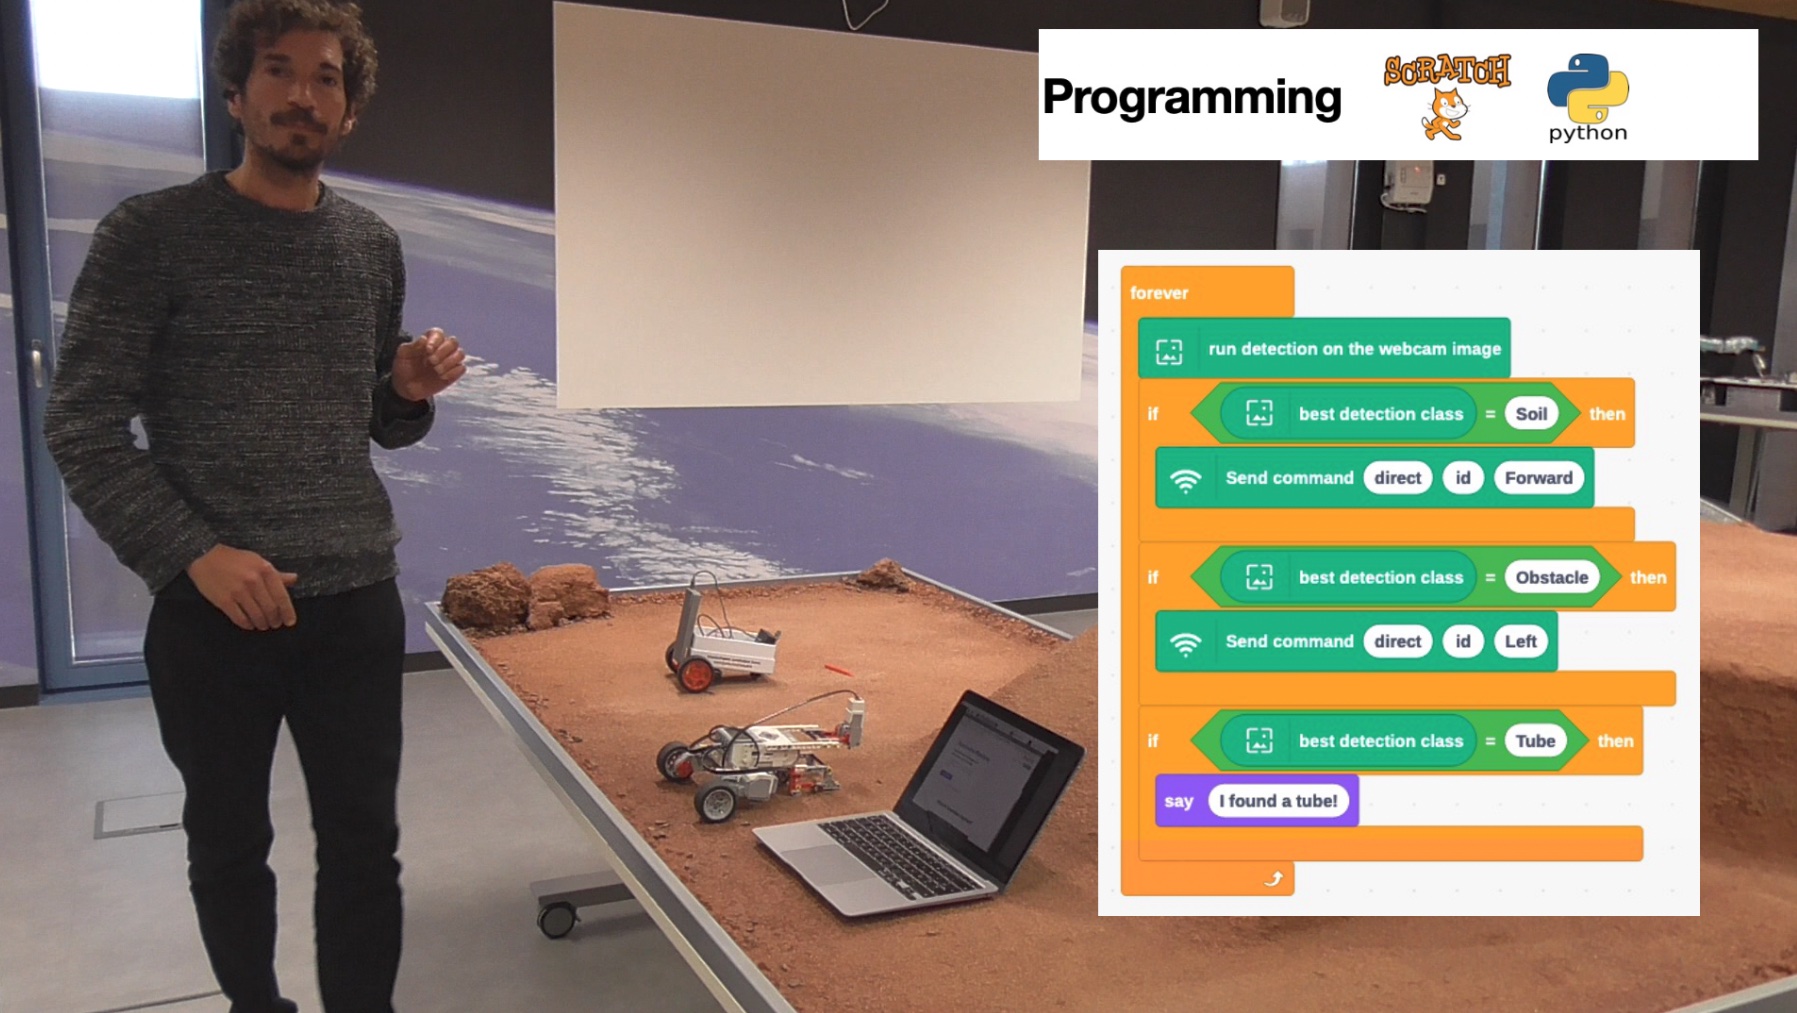 Programming
SCRATCH
python
forever
run detection on the webcam image
if best detection class = Soil then
Send command direct id Forward
if best detection class = Obstacle then
Send command direct id Left
if best detection class = Tube then
say I found a tube!